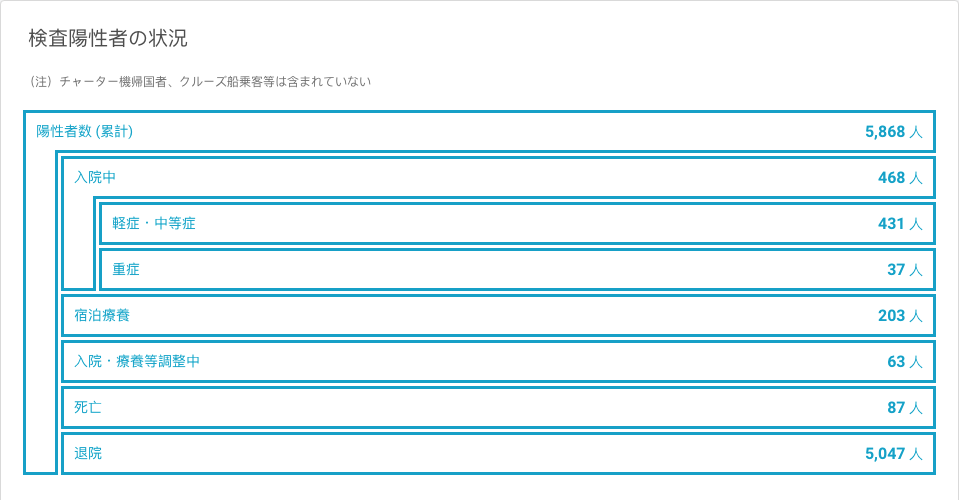 検査陽性者の状況
（注）チャーター機帰国者、クルーズ船乗客等は含まれていない
陽性者数 (累計) 5,868 人
入院中 468 人
軽症・中等症 431 人
重症 37 人
宿泊療養 203 人
入院・療養等調整中 63 人
死亡 87 人
退院 5,047 人